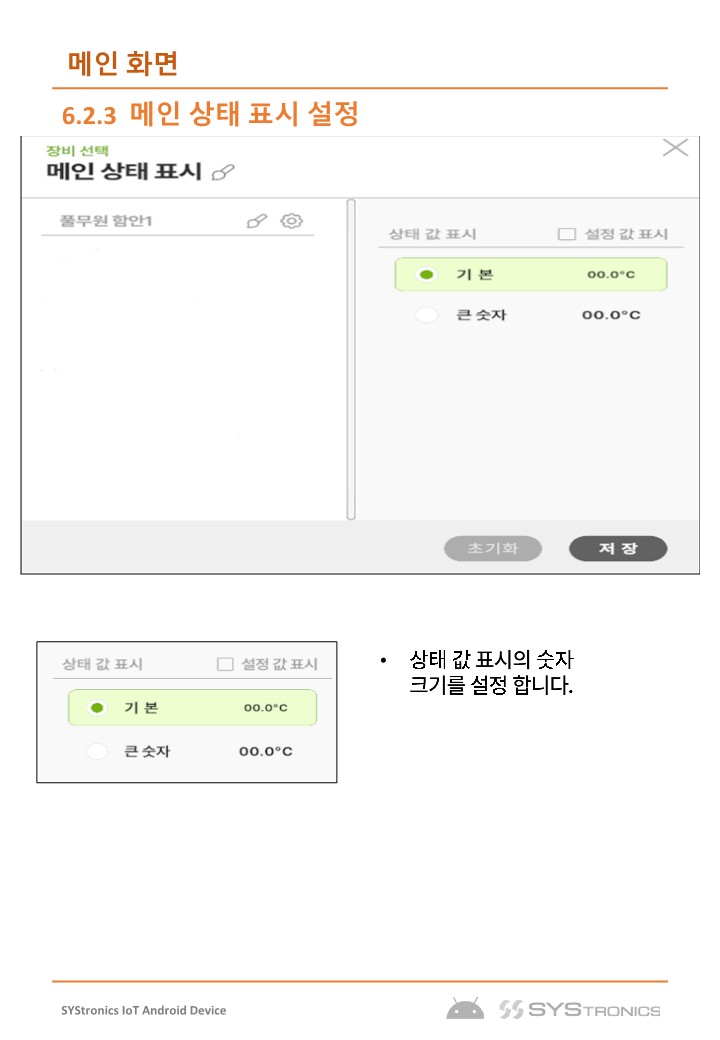 메인 화면
6.2.3 메인 상태 표시 설정
장비 선택
메인 상태 표시
풀무원 함안1
상태 값 표시 설정 값 표시
기 본 00.0°C
큰 숫자 00.0°C
초기화 저 장
상태 값 표시 설정 값 표시
기 본 00.0°C
큰 숫자 00.0°C
• 상태 값 표시의 숫자
크기를 설정 합니다.
SYStronics IoT Android Device
SYSTRONICS